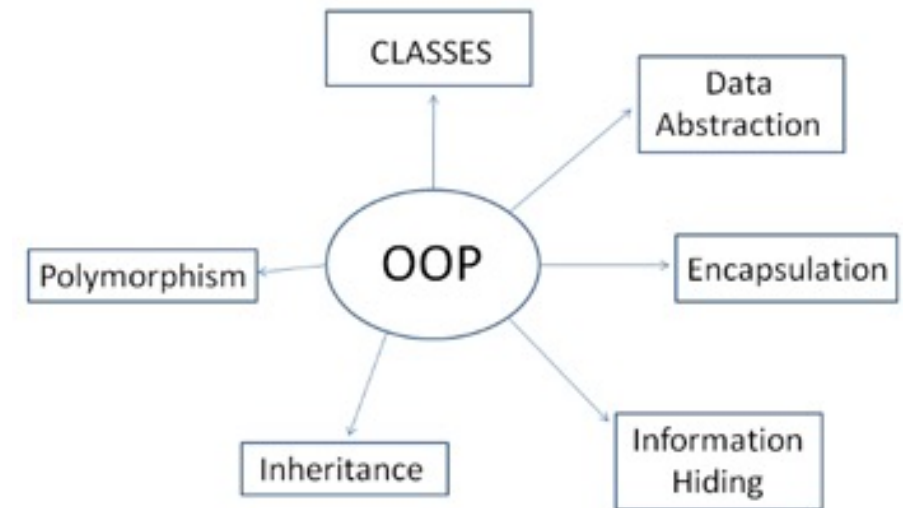 CLASSES
Data
Abstraction
OOP
Polymorphism
Encapsulation
Inheritance
Information
Hiding